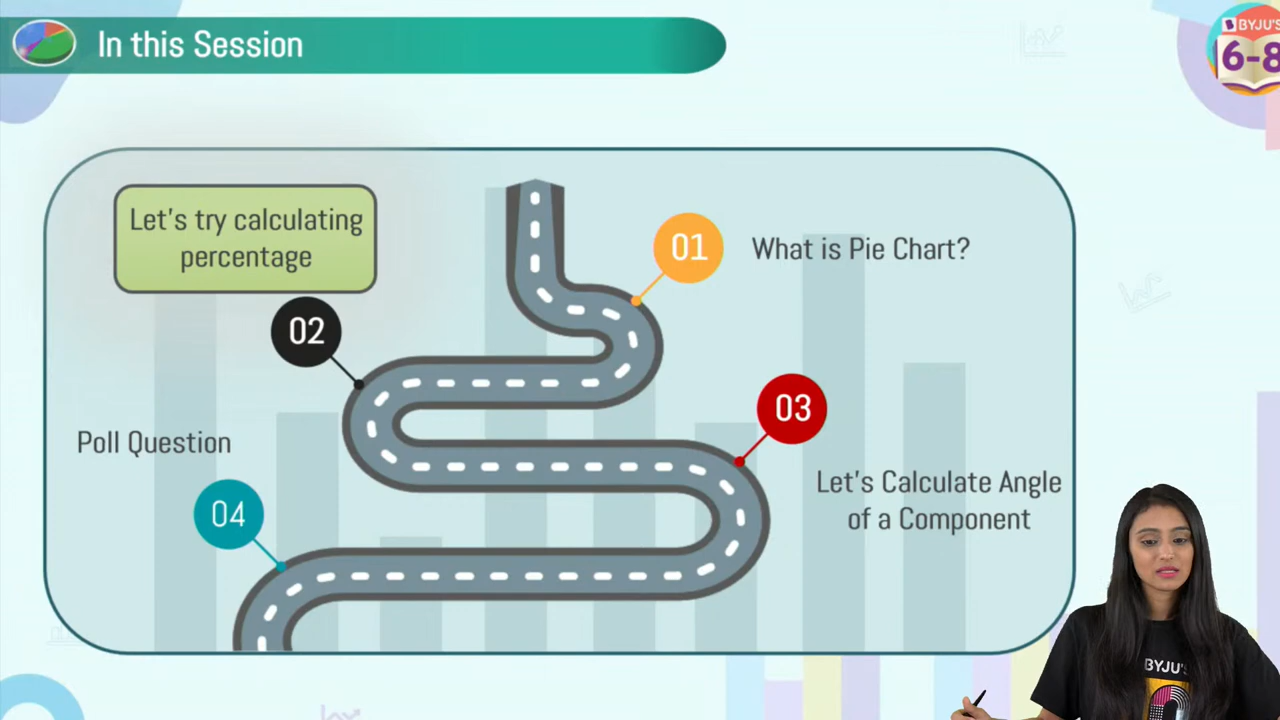 In this Session
BYJU'S
6-8
Let's try calculating
percentage
01
What is Pie Chart?
02
03
Poll Question
Let's Calculate Angle
of a Component
04
BYJU'S